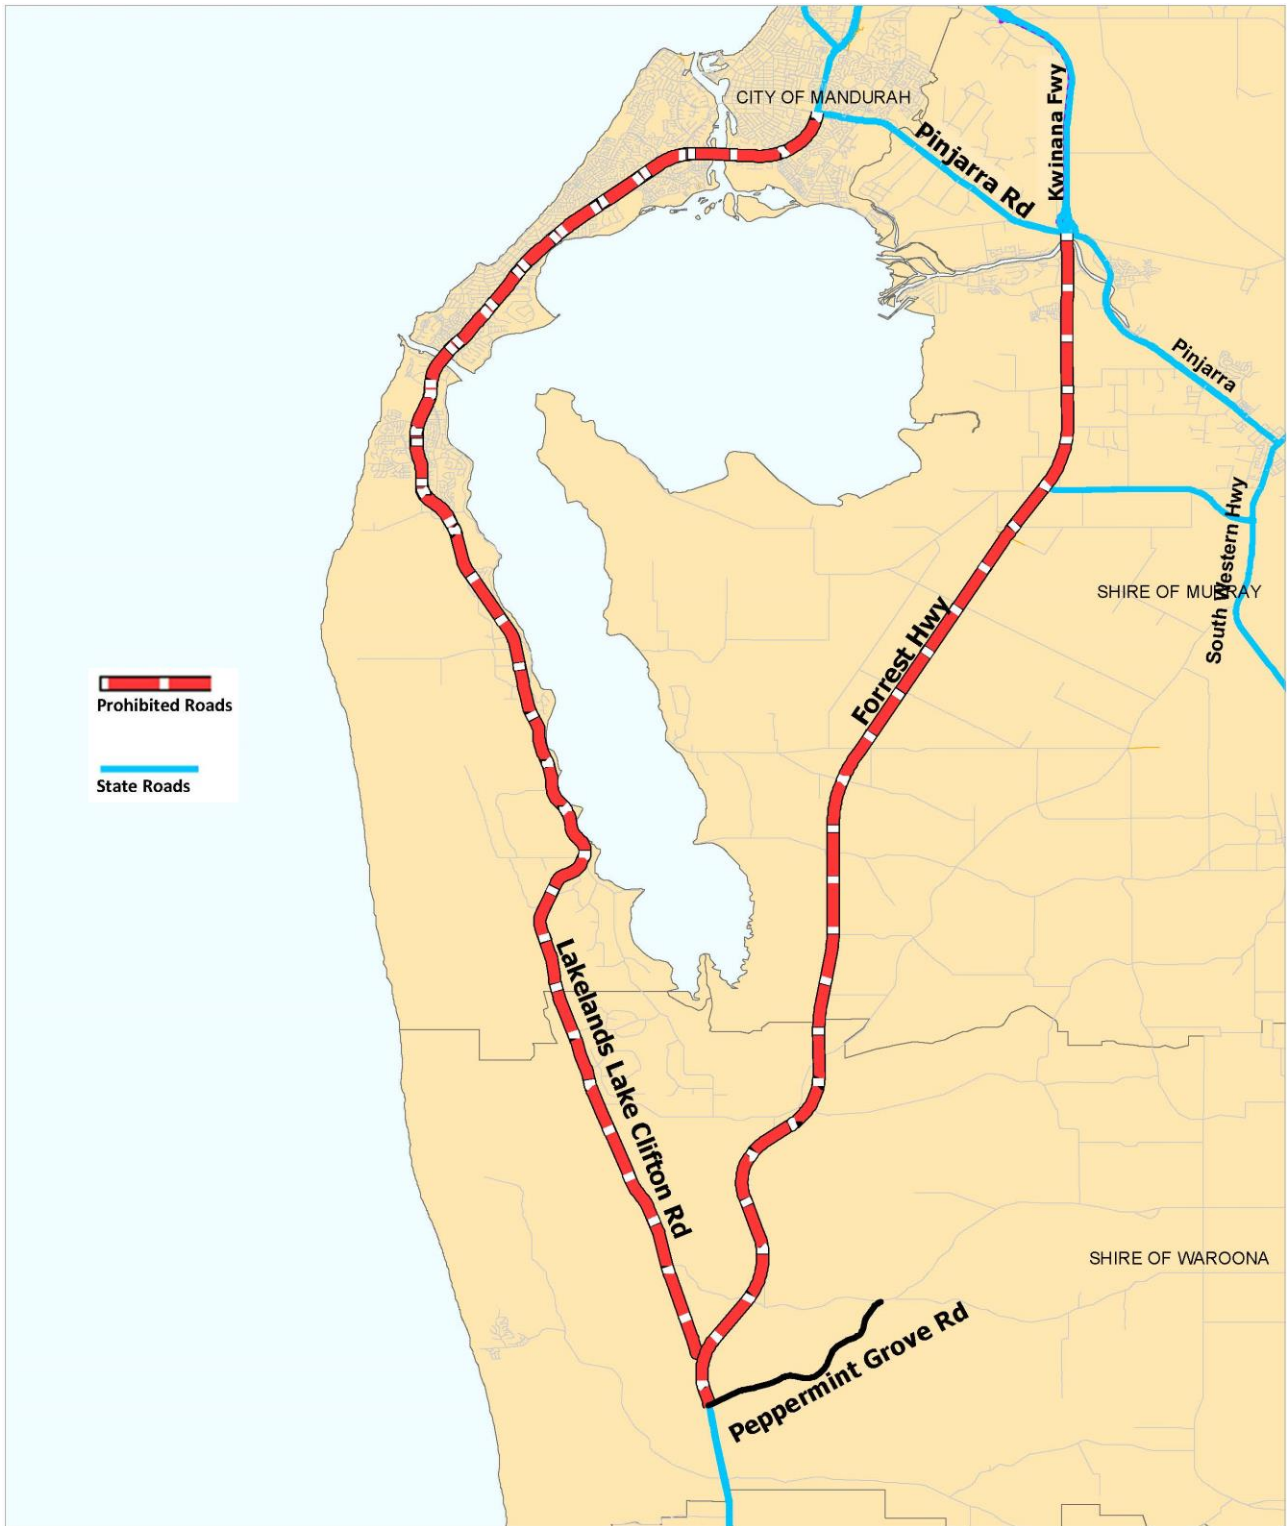 CITY OF MANDURAH
Kwinana Fwy
Pinjarra Rd
Pinjarra
South Western Hwy
SHIRE OF MURRAY
Forrest Hwy
Prohibited Roads
State Roads
Lakelands Lake Clifton Rd
SHIRE OF WAROONA
Peppermint Grove Rd